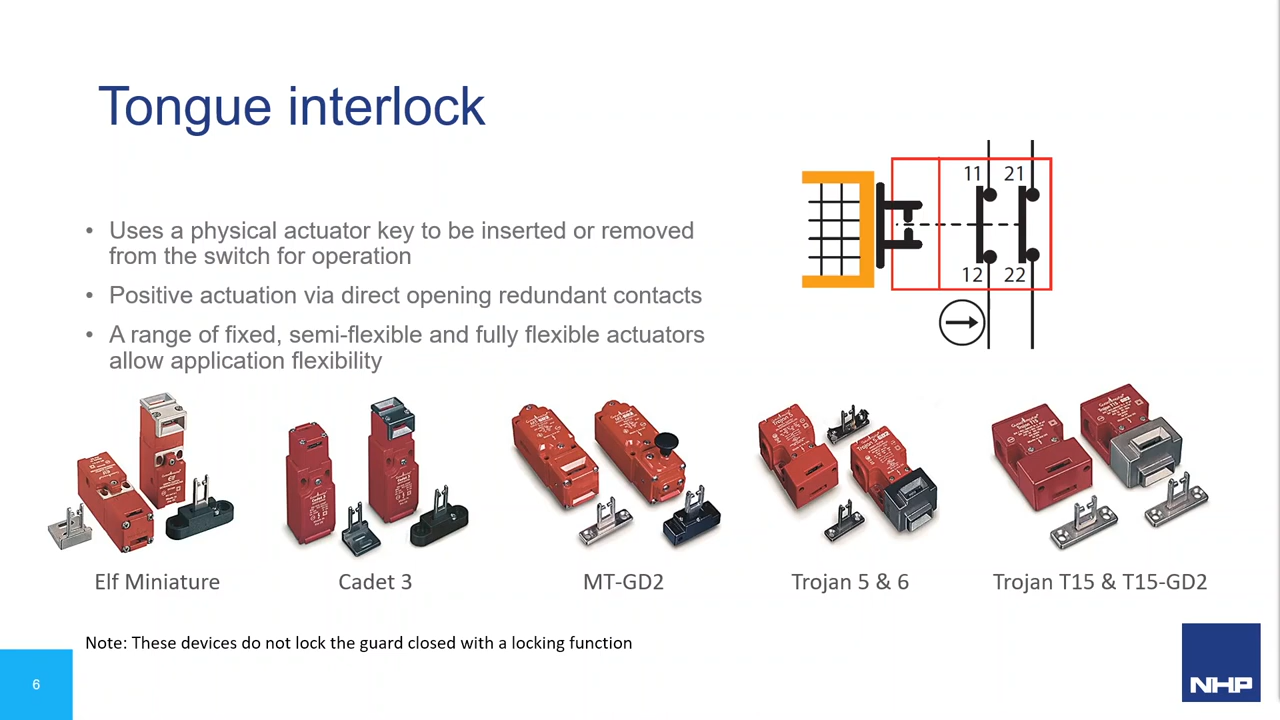 Tongue interlock
• Uses a physical actuator key to be inserted or removed
from the switch for operation
• Positive actuation via direct opening redundant contacts
• A range of fixed, semi-flexible and fully flexible actuators
allow application flexibility
11 21
12 22
Elf Miniature
Cadet 3
MT-GD2
Trojan 5 & 6
Trojan T15 & T15-GD2
Note: These devices do not lock the guard closed with a locking function
6
NHP